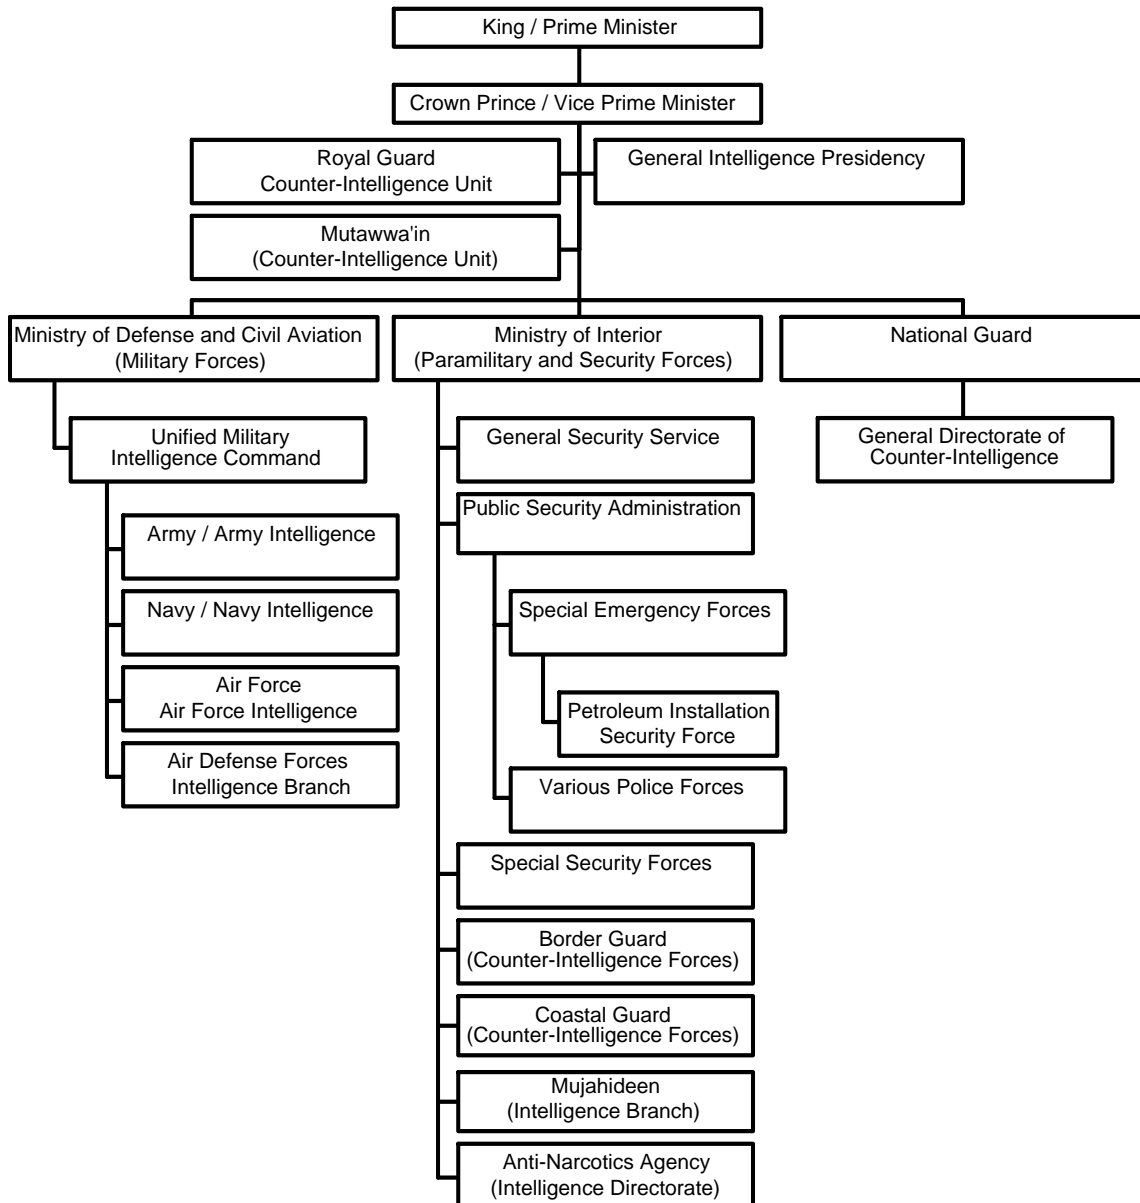 King / Prime Minister
Crown Prince / Vice Prime Minister
Royal Guard
Counter-Intelligence Unit
General Intelligence Presidency
Mutawwa'in
(Counter-Intelligence Unit)
Ministry of Defense and Civil Aviation
(Military Forces)
Ministry of Interior
(Paramilitary and Security Forces)
National Guard
Unified Military
Intelligence Command
General Security Service
General Directorate of
Counter-Intelligence
Public Security Administration
Army / Army Intelligence
Navy / Navy Intelligence
Special Emergency Forces
Air Force
Air Force Intelligence
Petroleum Installation
Security Force
Air Defense Forces
Intelligence Branch
Various Police Forces
Special Security Forces
Border Guard
(Counter-Intelligence Forces)
Coastal Guard
(Counter-Intelligence Forces)
Mujahideen
(Intelligence Branch)
Anti-Narcotics Agency
(Intelligence Directorate)